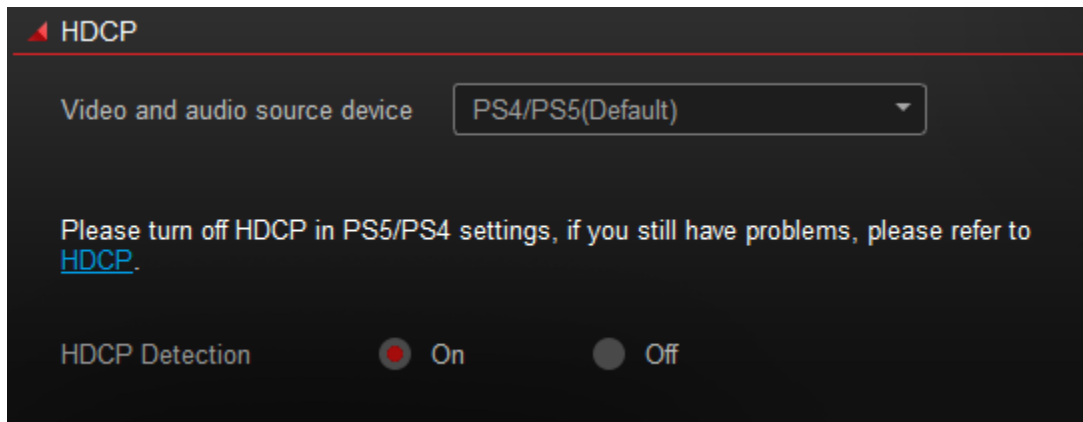 HDCP
Video and audio source device PS4/PS5(Default)
Please turn off HDCP in PS5/PS4 settings, if you still have problems, please refer to
HDCP.
HDCP Detection On Off